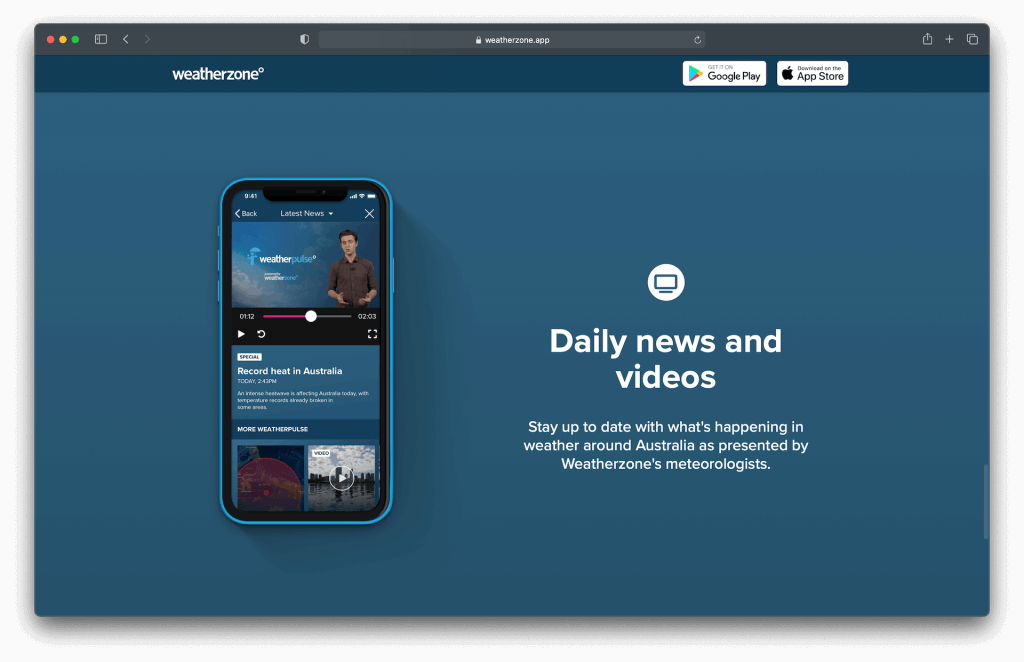 weatherzone.app
weatherzone°
GET IT ON
Google Play
Download on the
App Store
9:41
Back
Latest News
weatherpulse°
weatherzone°
01:12
02:03
SPECIAL
Record heat in Australia
TODAY, 2:43PM
An intense heatwave is affecting Australia today, with
temperature records already broken in
some areas.
MORE WEATHERPULSE
VIDEO
Daily news and
videos
Stay up to date with what's happening in
weather around Australia as presented by
Weatherzone's meteorologists.